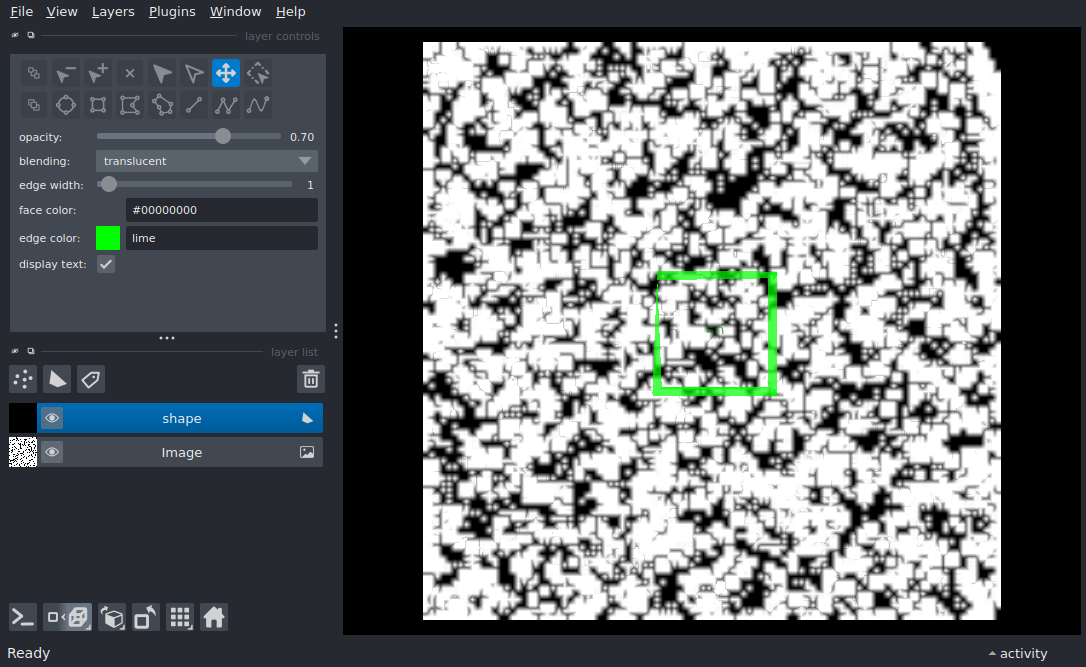 File View Layers Plugins Window Help
layer controls
opacity: 0.70
blending: translucent
edge width: 1
face color: #00000000
edge color: lime
display text:
layer list
shape
Image
Ready activity